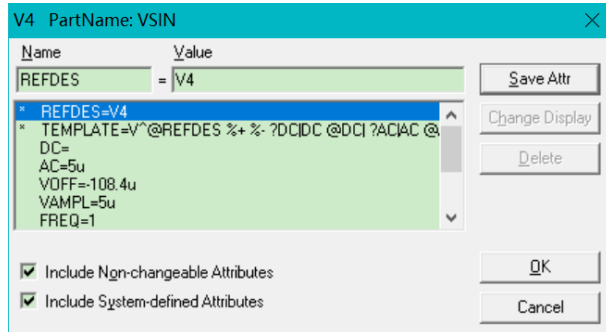 V4 PartName: VSIN
Name Value
REFDES = V4
Save Attr
* REFDES=V4
* TEMPLATE=V^@REFDES %+ %- ?DC|DC @DC| ?AC|AC @
DC=
AC=5u
VOFF=-108.4u
VAMPL=5u
FREQ=1
Change Display
Delete
Include Non-changeable Attributes
Include System-defined Attributes
OK
Cancel